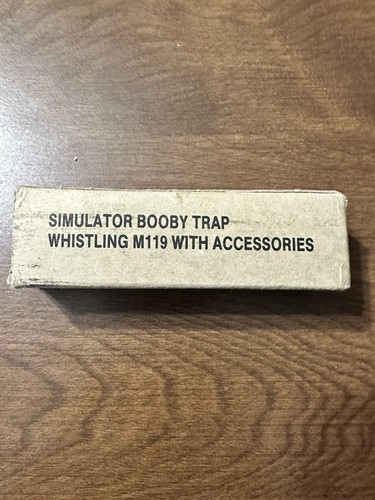 SIMULATOR BOOBY TRAP
WHISTLING M119 WITH ACCESSORIES